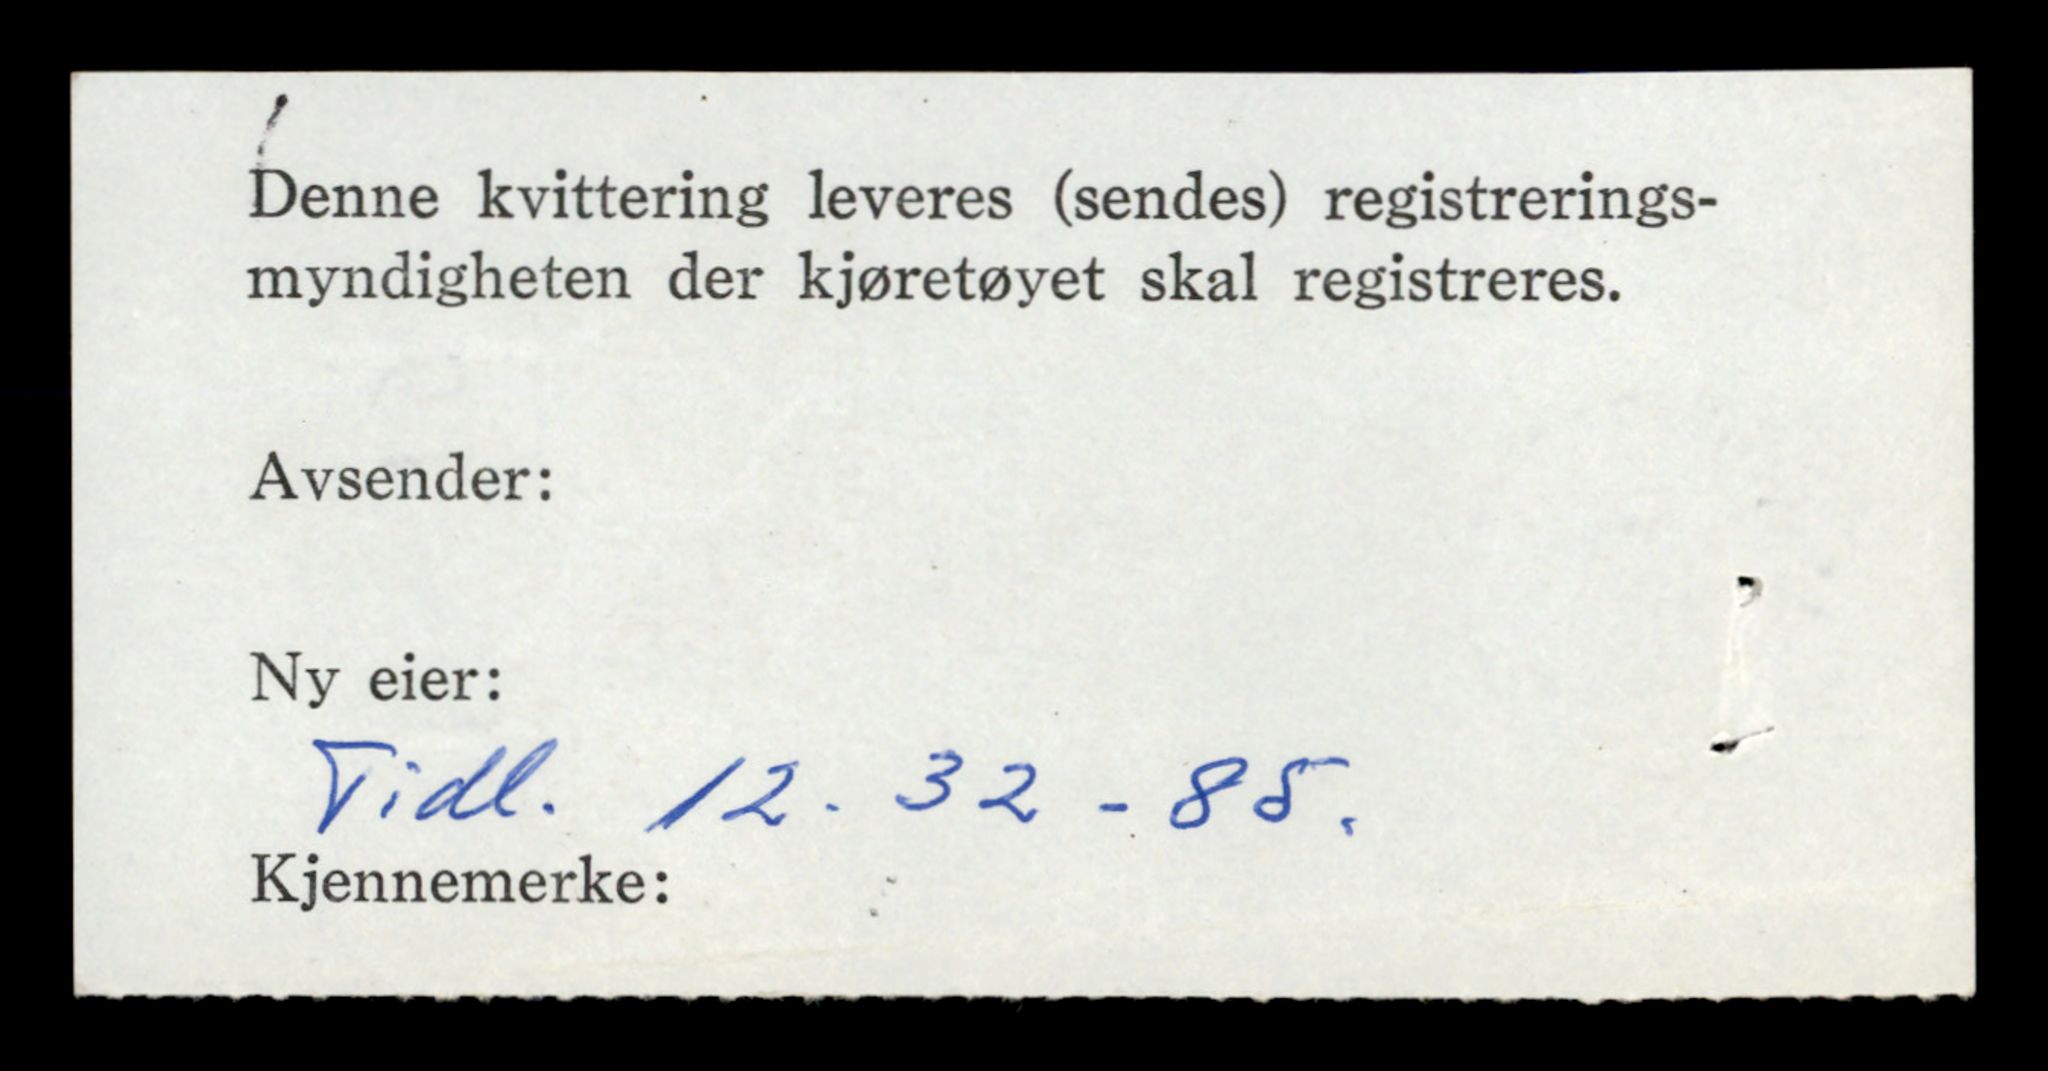 Denne kvittering leveres (sendes) registrerings-
myndigheten der kjøretøyet skal registreres.
Avsender:
Ny eier:
Tidl. 12. 32 - 85.
Kjennemerke: